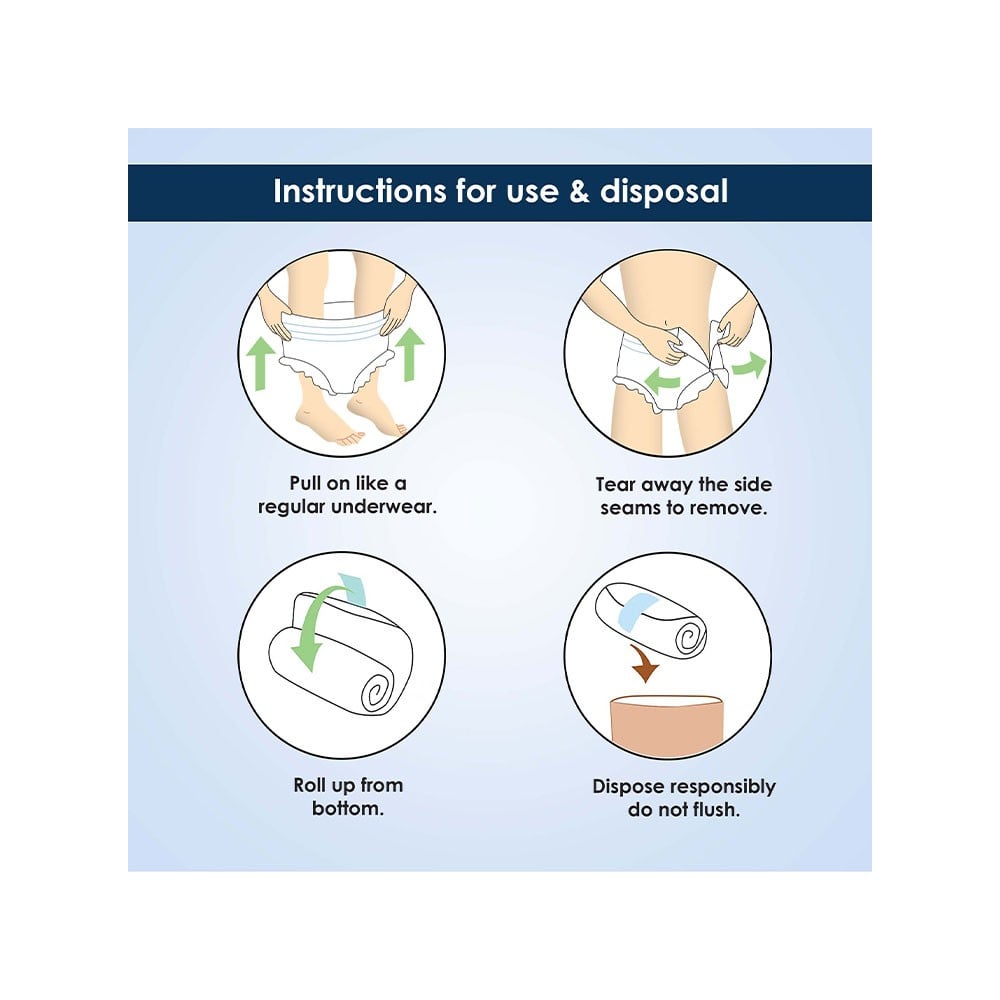 Instructions for use & disposal
Pull on like a
regular underwear.
Tear away the side
seams to remove.
Roll up from
bottom.
Dispose responsibly
do not flush.